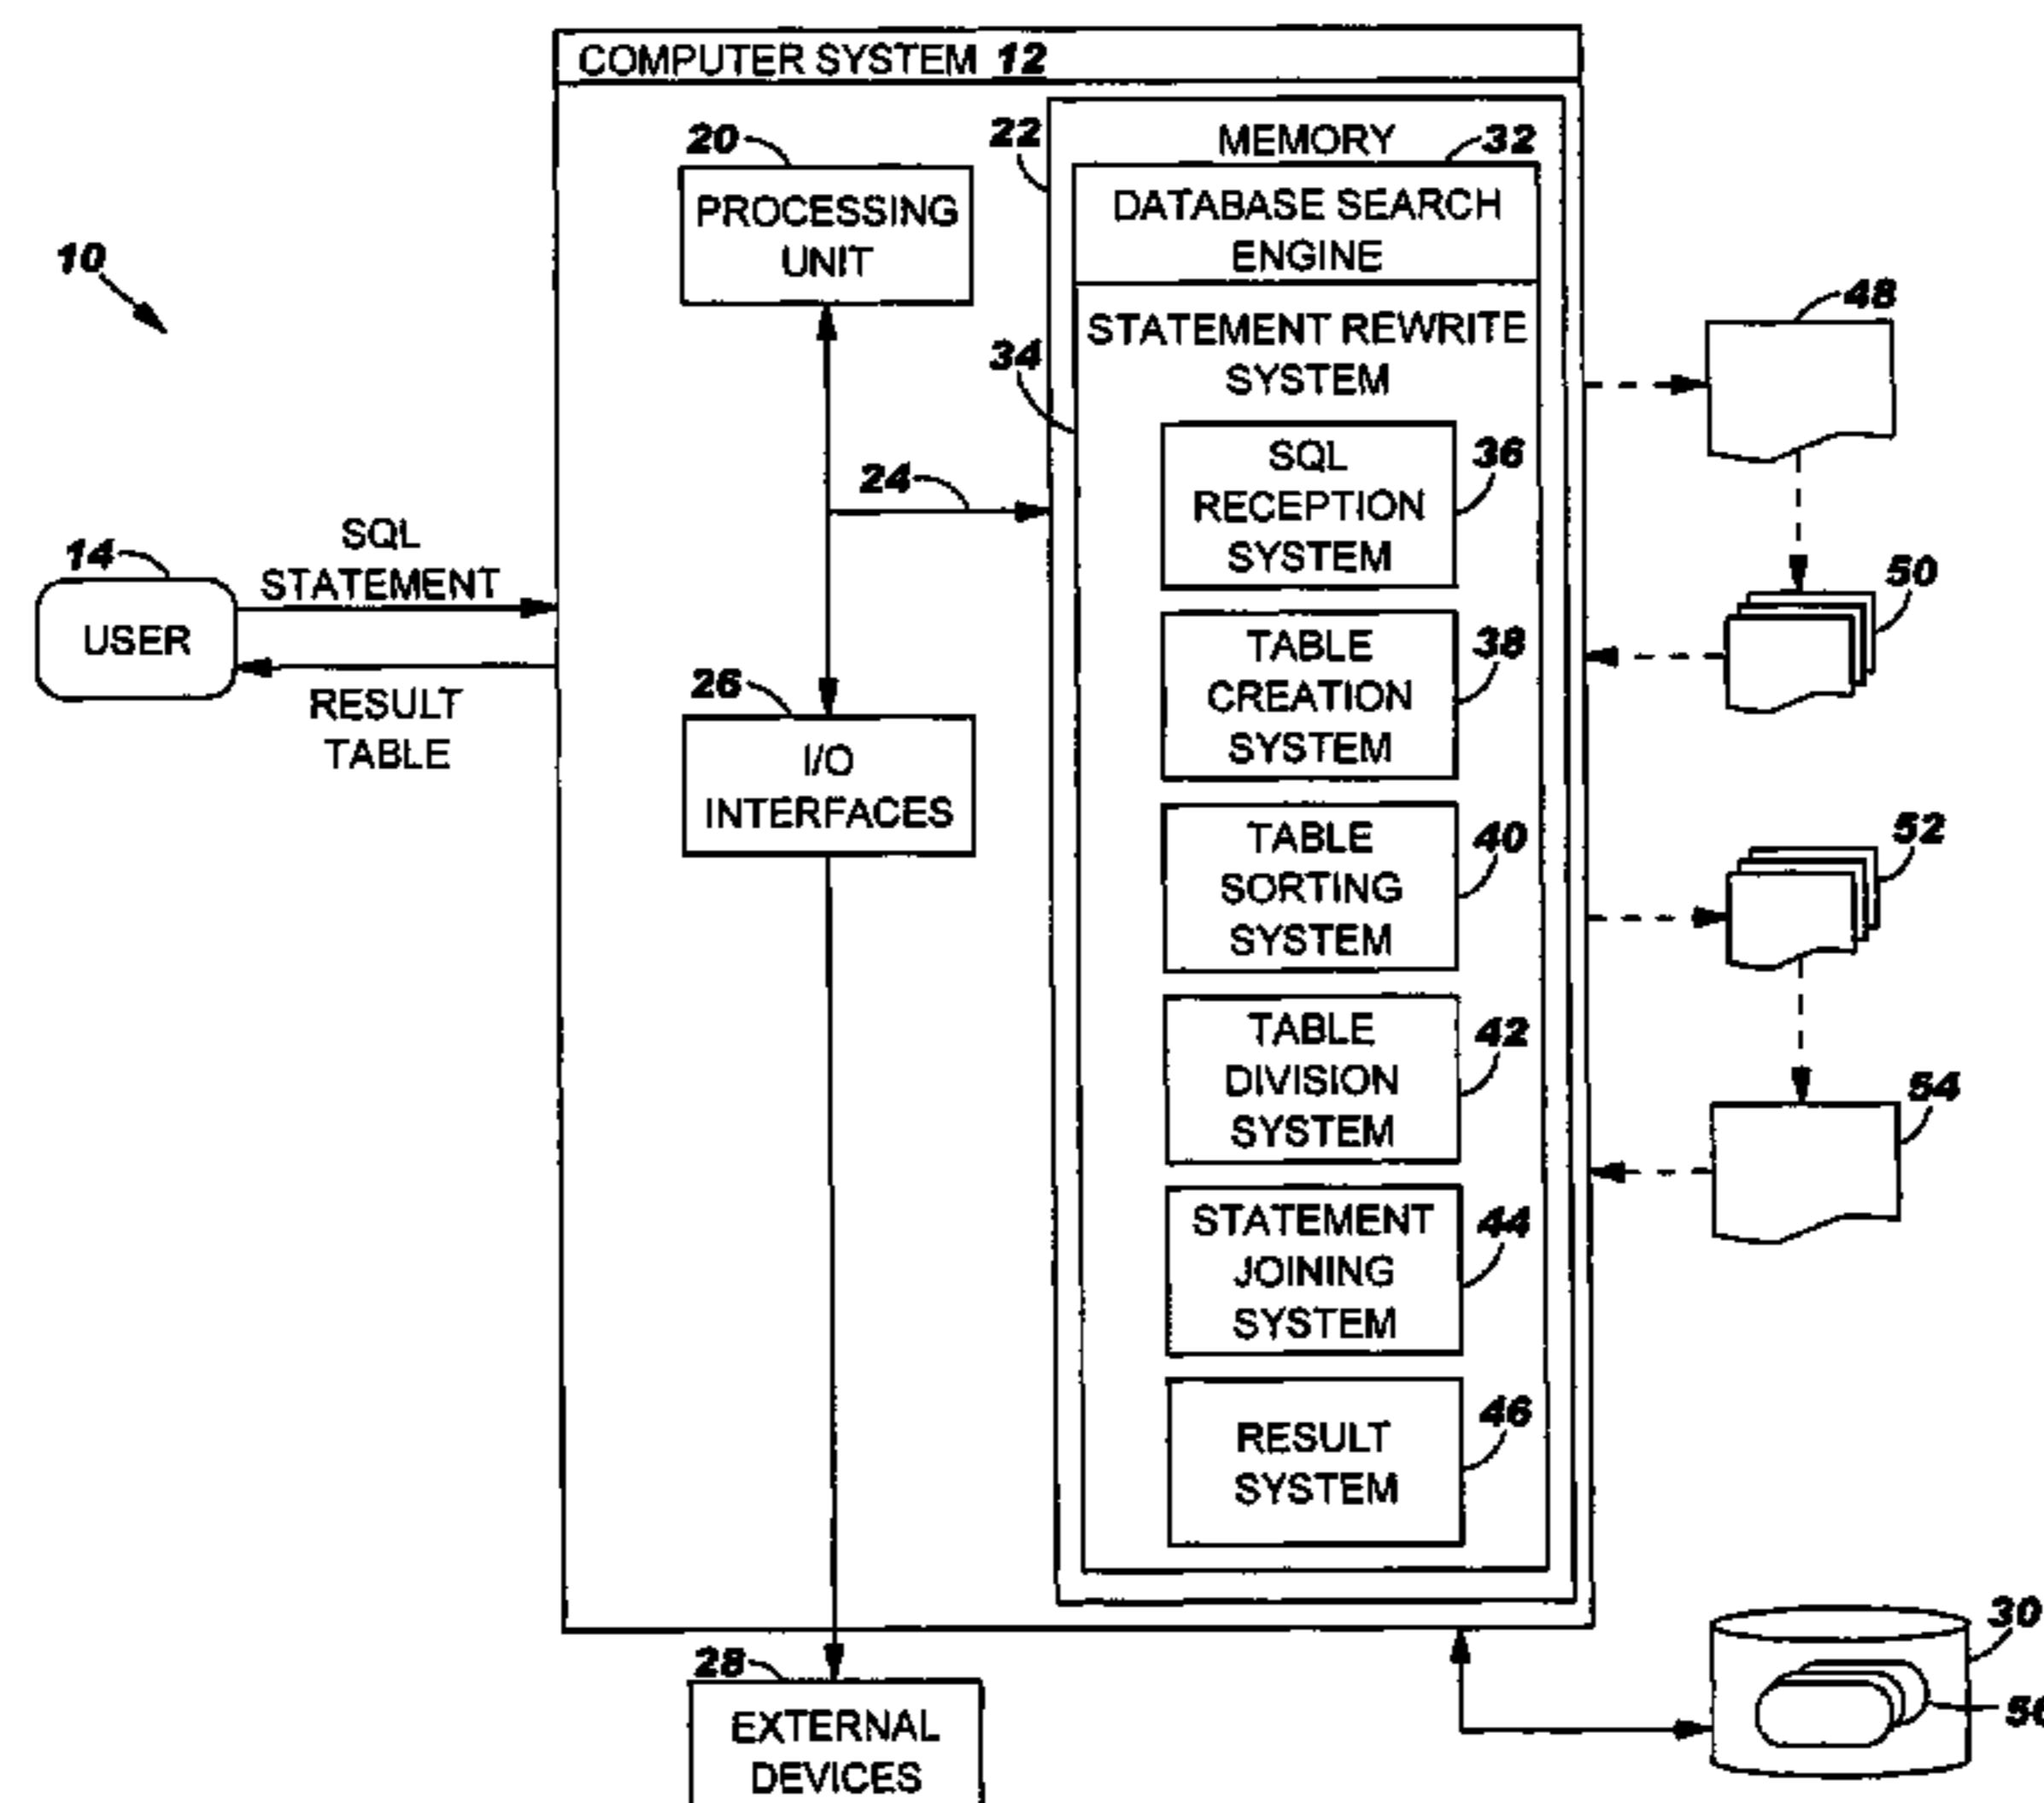 COMPUTER SYSTEM 12
10
14
USER
SQL
STATEMENT
RESULT
TABLE
20
PROCESSING
UNIT
24
26
I/O
INTERFACES
28
EXTERNAL
DEVICES
22
MEMORY
32
DATABASE SEARCH
ENGINE
34
STATEMENT REWRITE
SYSTEM
SQL
RECEPTION
SYSTEM
36
TABLE
CREATION
SYSTEM
38
TABLE
SORTING
SYSTEM
40
TABLE
DIVISION
SYSTEM
42
STATEMENT
JOINING
SYSTEM
44
RESULT
SYSTEM
46
48
50
52
54
30